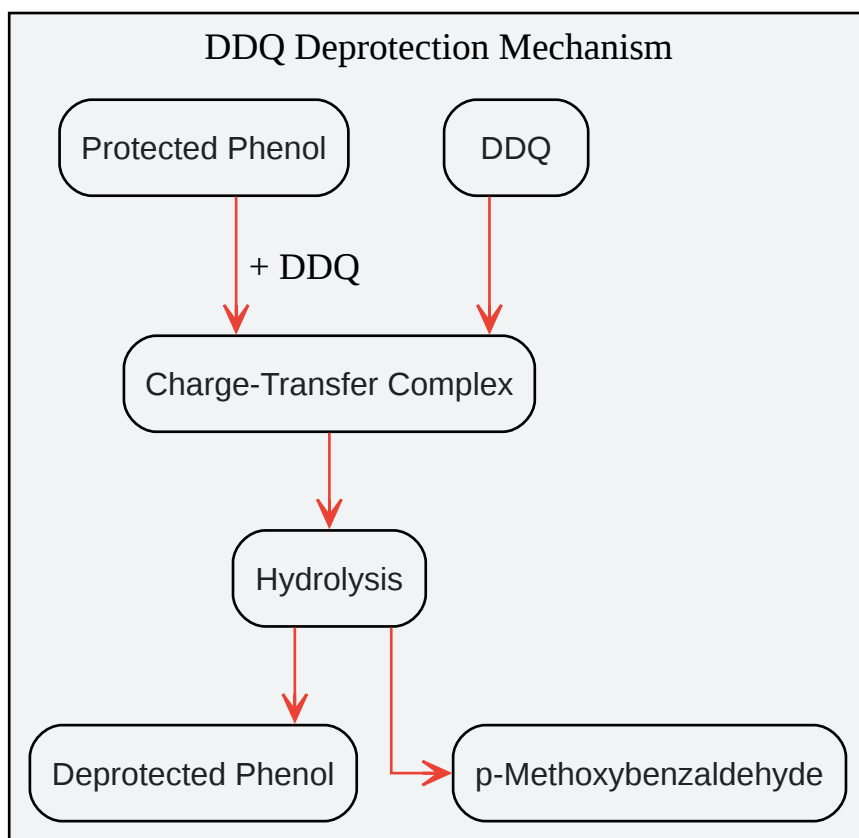 DDQ Deprotection Mechanism
Protected Phenol
DDQ
+ DDQ
Charge-Transfer Complex
Hydrolysis
Deprotected Phenol
p-Methoxybenzaldehyde